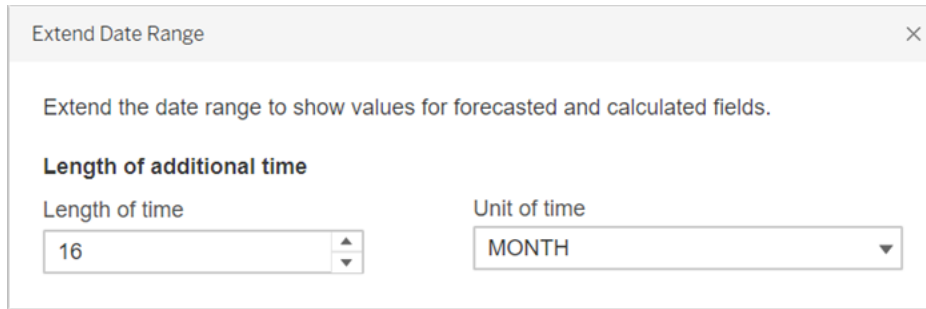 Extend Date Range
Extend the date range to show values for forecasted and calculated fields.
Length of additional time
Length of time
Unit of time
16
MONTH